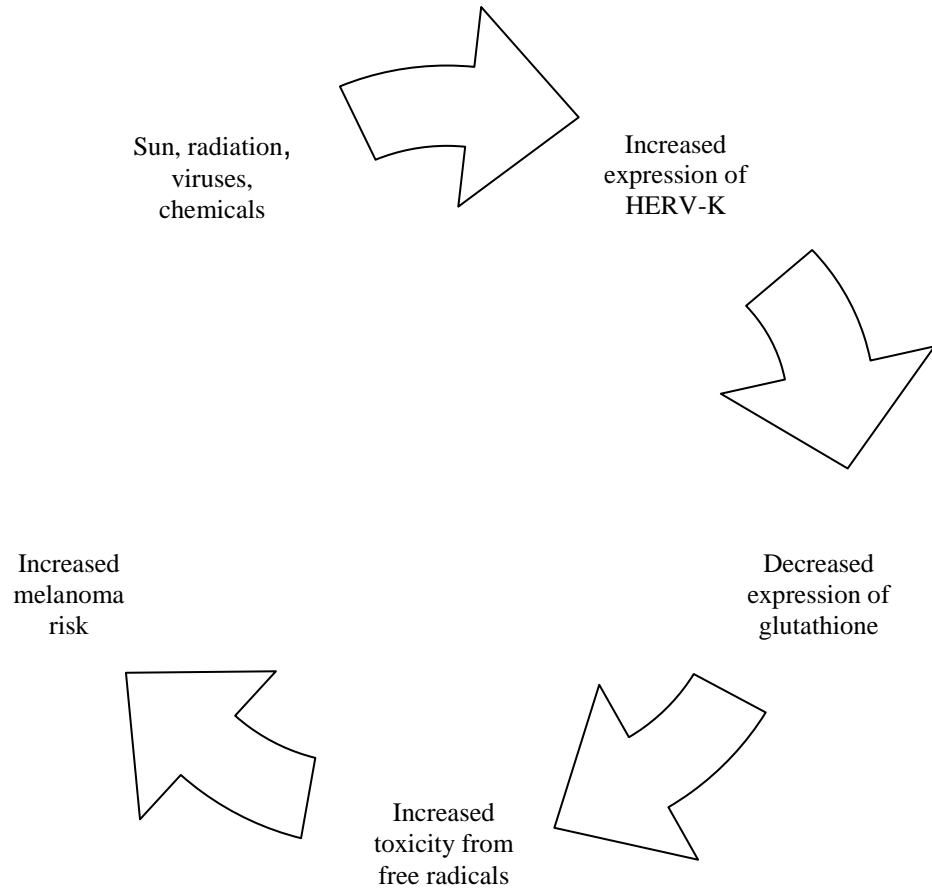 Sun, radiation,
viruses,
chemicals
Increased
expression of
HERV-K
Decreased
expression of
glutathione
Increased
toxicity from
free radicals
Increased
melanoma
risk